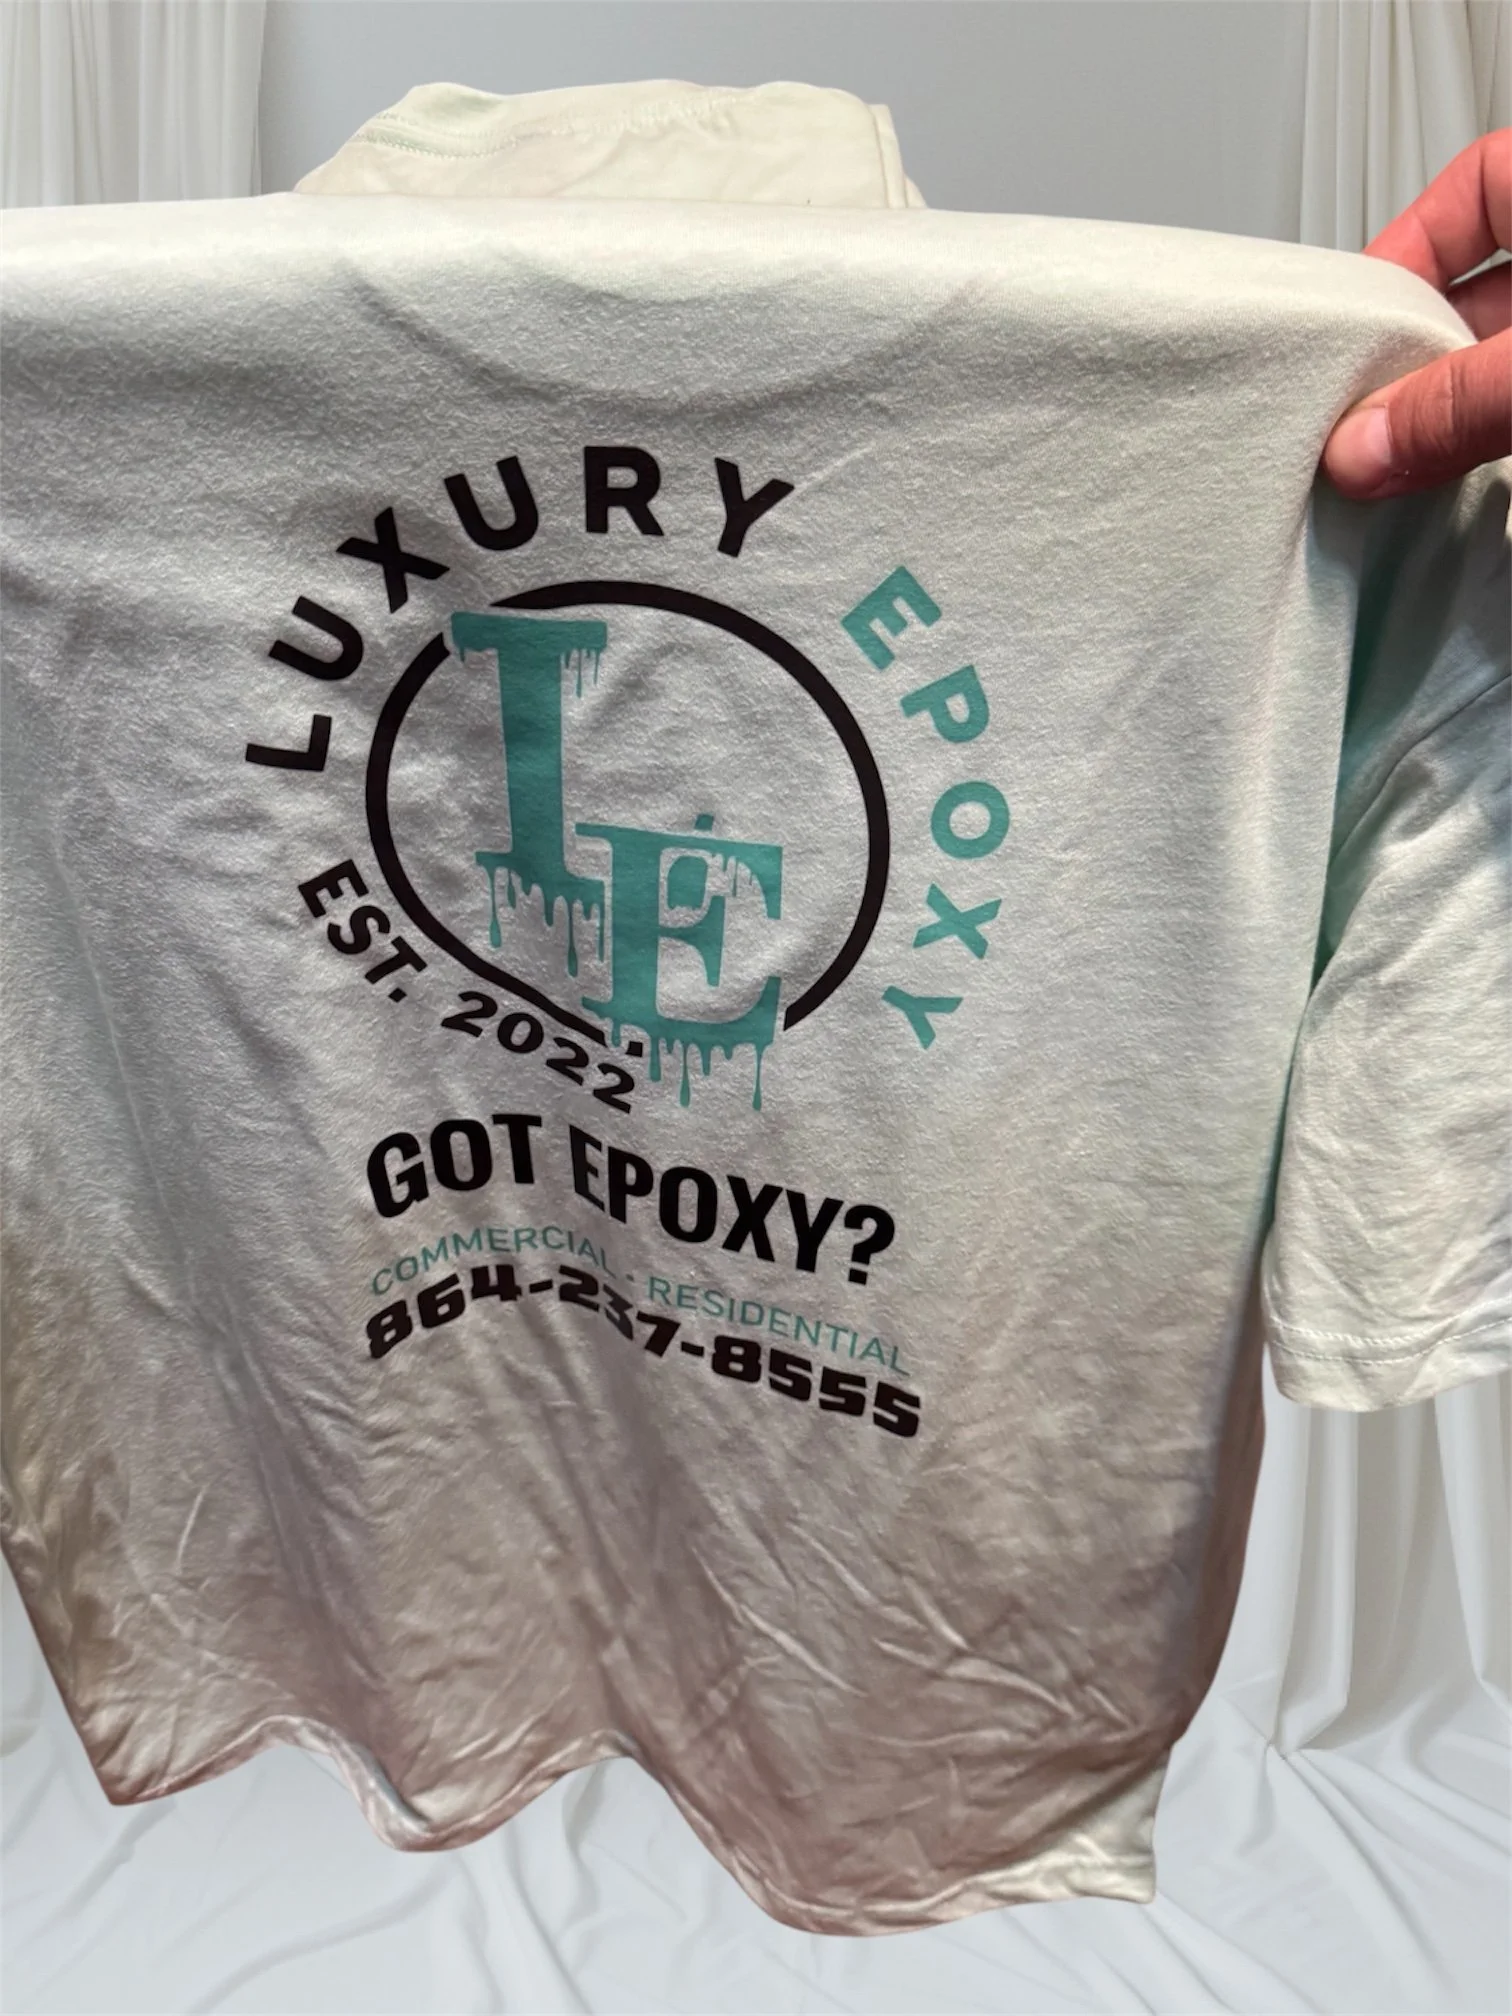 LUXURY EPOXY
LE
EST. 2022
GOT EPOXY?
COMMERCIAL · RESIDENTIAL
864-237-8555